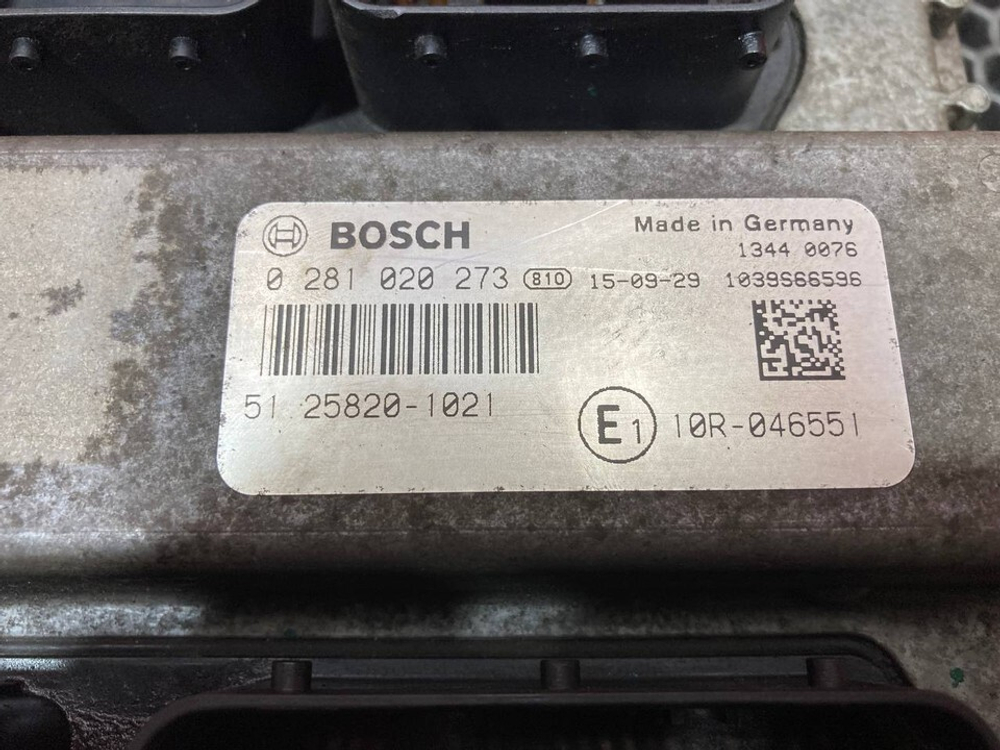 BOSCH
Made in Germany
1344 0076
0 281 020 273 810 15-09-29 1039S66596
51 25820-1021
E1 10R-046551